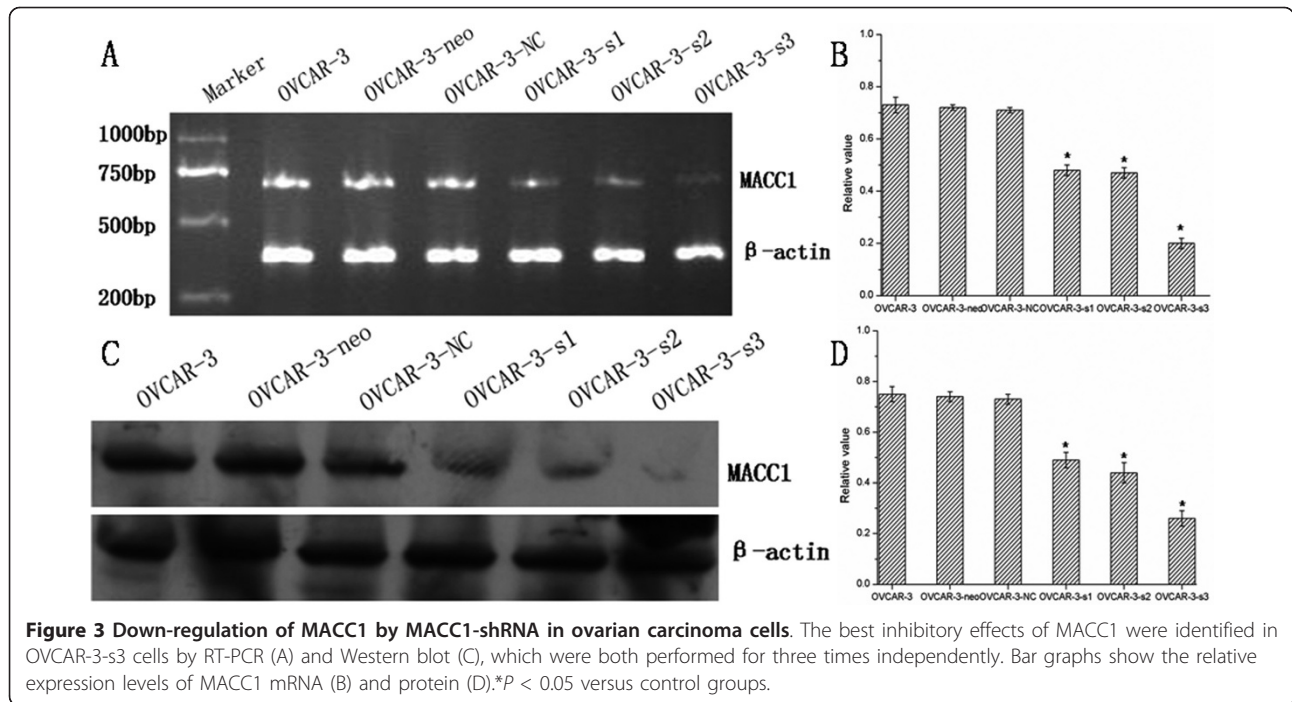 A
Marker
OVCAR-3
OVCAR-3-neo
OVCAR-3-NC
OVCAR-3-s1
OVCAR-3-s2
OVCAR-3-s3
1000bp
750bp
500bp
200bp
MACC1
β-actin
B
Relative value
1.0
0.8
0.6
0.4
0.2
0.0
*
*
*
OVCAR-3 OVCAR-3-neo OVCAR-3-NC OVCAR-3-s1 OVCAR-3-s2 OVCAR-3-s3
C
OVCAR-3
OVCAR-3-neo
OVCAR-3-NC
OVCAR-3-s1
OVCAR-3-s2
OVCAR-3-s3
MACC1
β-actin
D
Relative value
1.0
0.8
0.6
0.4
0.2
0.0
*
*
*
OVCAR-3 OVCAR-3-neo OVCAR-3-NC OVCAR-3-s1 OVCAR-3-s2 OVCAR-3-s3
Figure 3 Down-regulation of MACC1 by MACC1-shRNA in ovarian carcinoma cells. The best inhibitory effects of MACC1 were identified in
OVCAR-3-s3 cells by RT-PCR (A) and Western blot (C), which were both performed for three times independently. Bar graphs show the relative
expression levels of MACC1 mRNA (B) and protein (D).*P < 0.05 versus control groups.